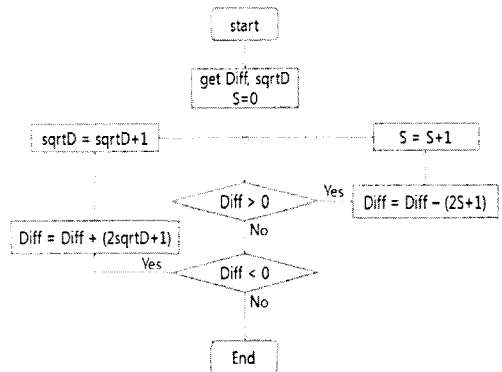 start
get Diff, sqrtD
S=0
sqrtD = sqrtD+1
S = S+1
Diff > 0
Yes
Diff = Diff − (2S+1)
No
Diff = Diff + (2sqrtD+1)
Yes
Diff < 0
No
End